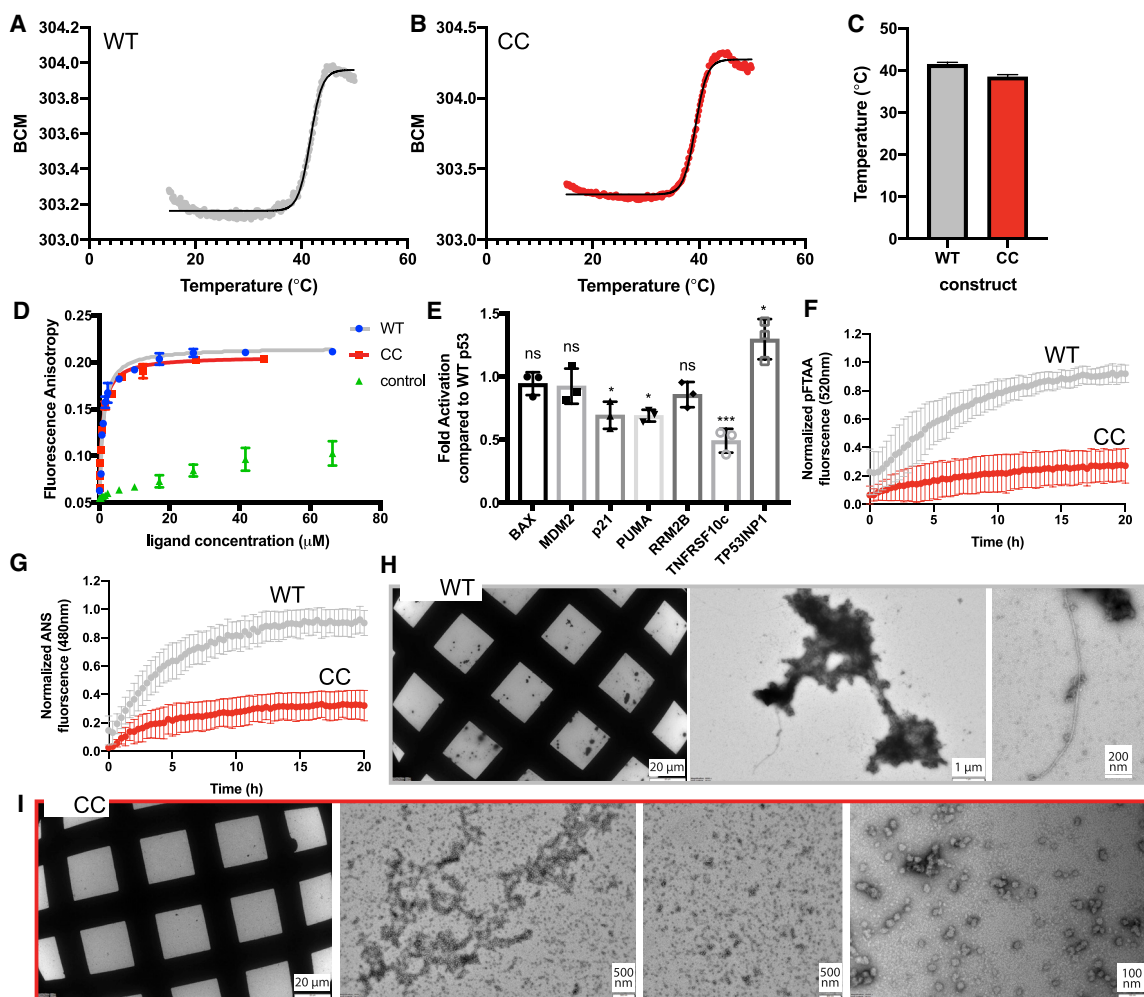 A
WT
304.2
304.0
303.8
303.6
303.4
303.2
303.0
BCM
0
20
40
60
Temperature (°C)
B
CC
304.5
304.0
303.5
303.0
BCM
0
20
40
60
Temperature (°C)
C
50
40
30
20
10
0
Temperature (°C)
WT
CC
construct
D
0.25
0.20
0.15
0.10
0.05
Fluorescence Anisotropy
0
20
40
60
80
ligand concentration (µM)
WT
CC
control
E
1.5
1.0
0.5
0.0
Fold Activation
compared to WT p53
ns
ns
*
*
ns
***
*
BAX
MDM2
p21
PUMA
RRM2B
TNFRSF10c
TP53INP1
F
1.2
1.0
0.8
0.6
0.4
0.2
0.0
Normalized pFTAA
fluorescence (520nm)
WT
CC
0
5
10
15
20
Time (h)
G
1.2
1.0
0.8
0.6
0.4
0.2
0.0
Normalized ANS
fluorescence (480nm)
WT
CC
0
5
10
15
20
Time (h)
H
WT
20 µm
1 µm
200
nm
I
CC
20 µm
500
nm
500
nm
100
nm